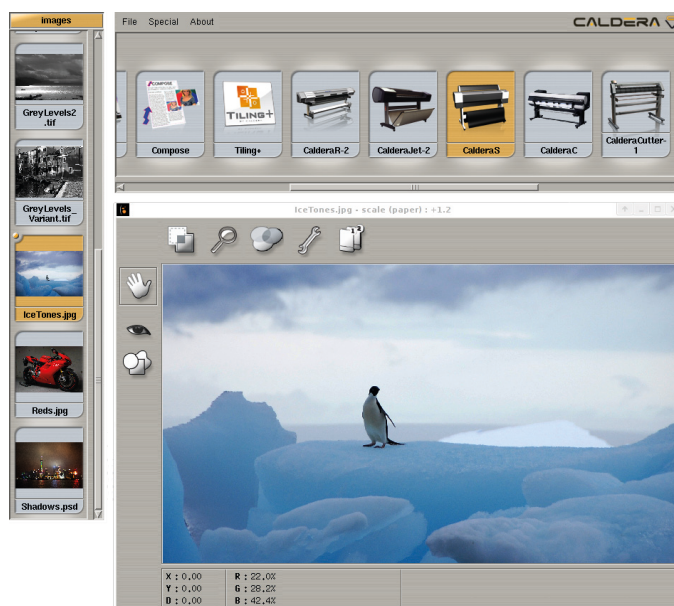 images
GreyLevels2
.tif
GreyLevels_
Variant.tif
IceTones.jpg
Reds.jpg
Shadows.psd
File Special About
CALDERA
COMPOSE
TILING+
Compose
Tiling+
CalderaR-2
CalderaJet-2
CalderaS
CalderaC
CalderaCutter-
1
IceTones.jpg - scale (paper) : +1.2
X : 0.00 R : 22.0%
Y : 0.00 G : 28.2%
D : 0.00 B : 42.4%